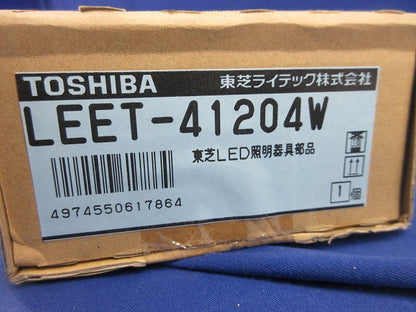 TOSHIBA 東芝ライテック株式会社
LEET-41204W
東芝LED照明器具部品
4974550617864
1個